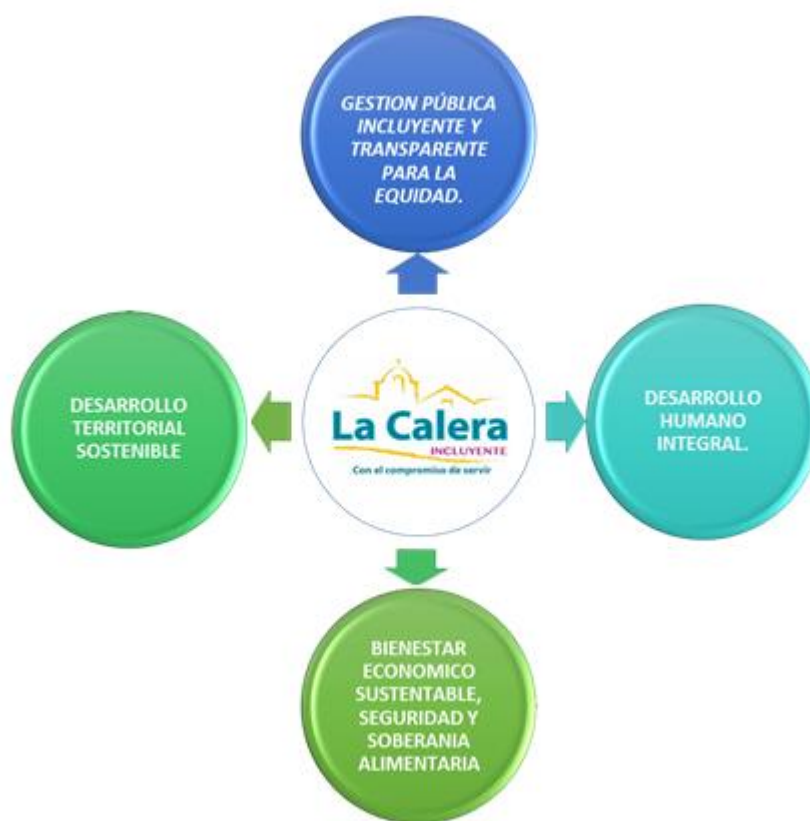 GESTION PÚBLICA
INCLUYENTE Y
TRANSPARENTE
PARA LA
EQUIDAD.
DESARROLLO
TERRITORIAL
SOSTENIBLE
La Calera
INCLUYENTE
Con el compromiso de servir
DESARROLLO
HUMANO
INTEGRAL.
BIENESTAR
ECONOMICO
SUSTENTABLE,
SEGURIDAD Y
SOBERANIA
ALIMENTARIA